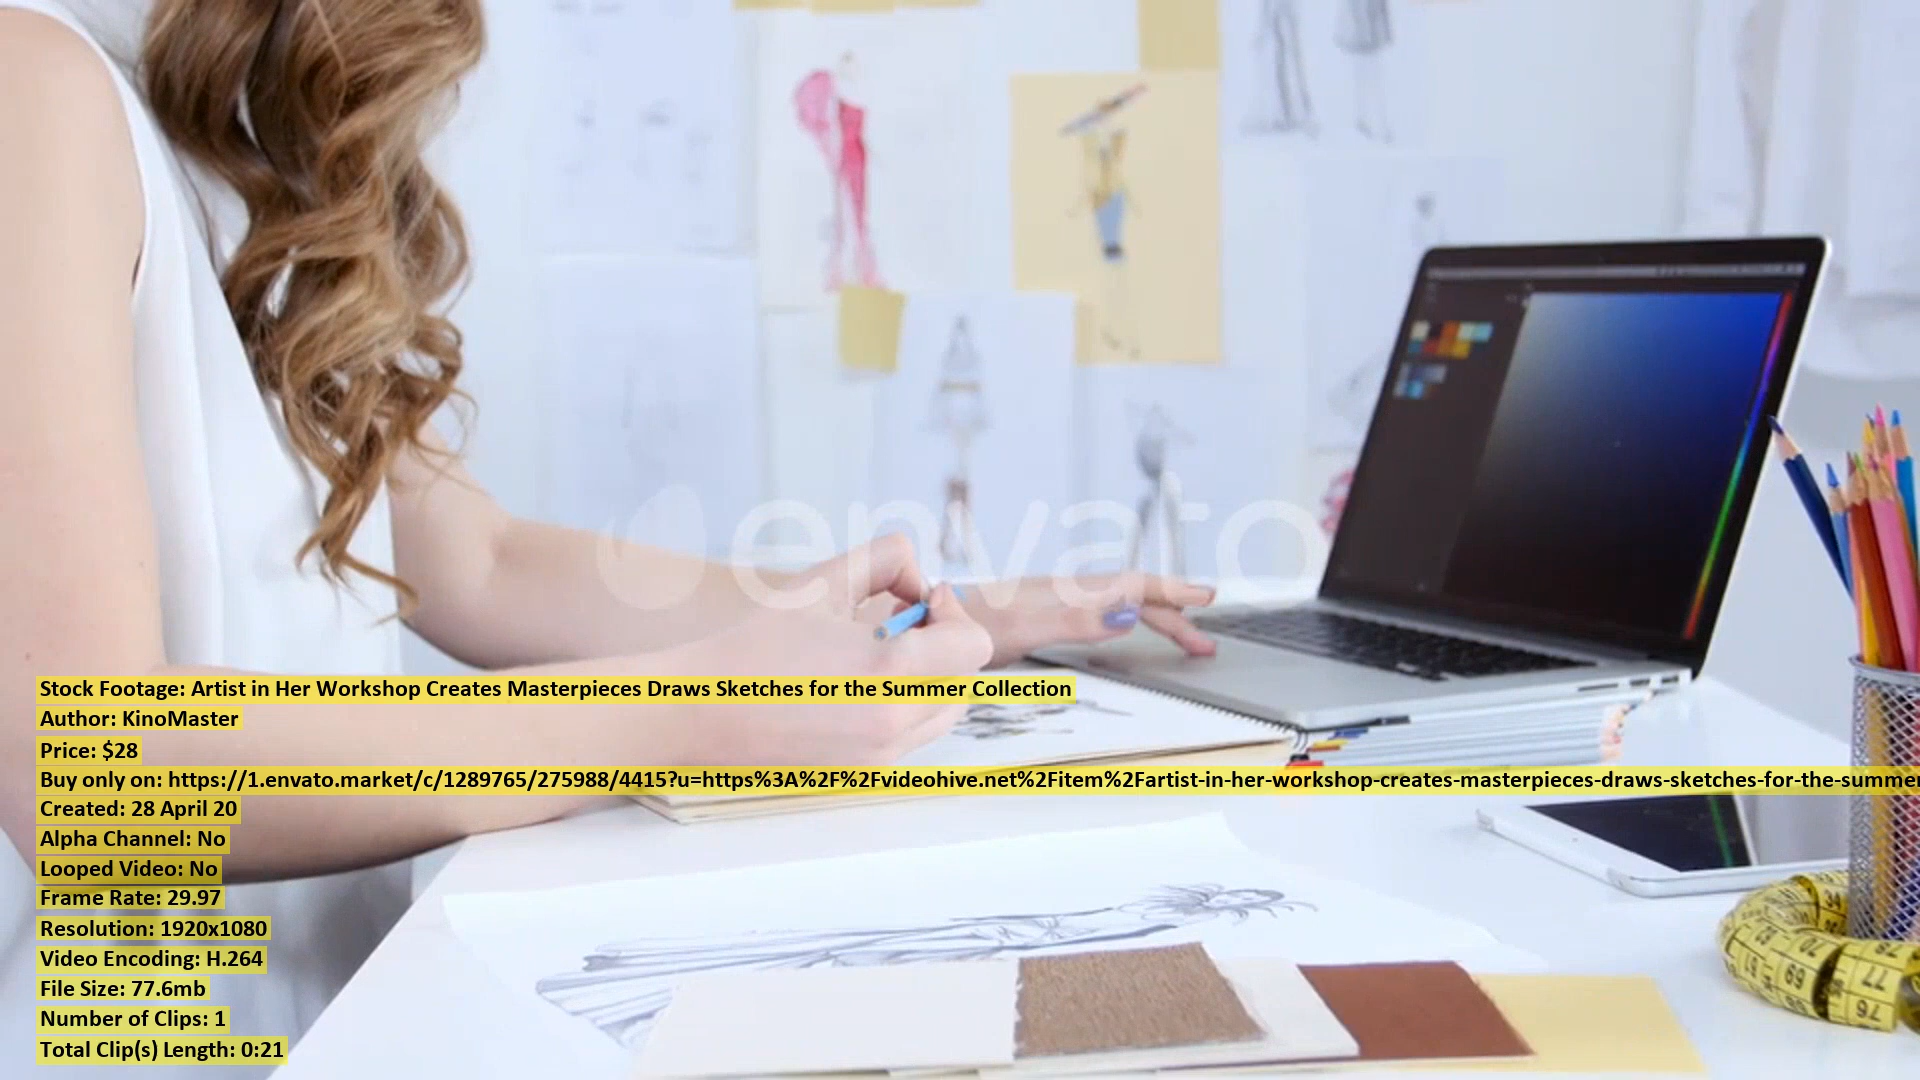 envato
Stock Footage: Artist in Her Workshop Creates Masterpieces Draws Sketches for the Summer Collection
Author: KinoMaster
Price: $28
Buy only on: https://1.envato.market/c/1289765/275988/4415?u=https%3A%2F%2Fvideohive.net%2Fitem%2Fartist-in-her-workshop-creates-masterpieces-draws-sketches-for-the-summer
Created: 28 April 20
Alpha Channel: No
Looped Video: No
Frame Rate: 29.97
Resolution: 1920x1080
Video Encoding: H.264
File Size: 77.6mb
Number of Clips: 1
Total Clip(s) Length: 0:21
69
70
77
76